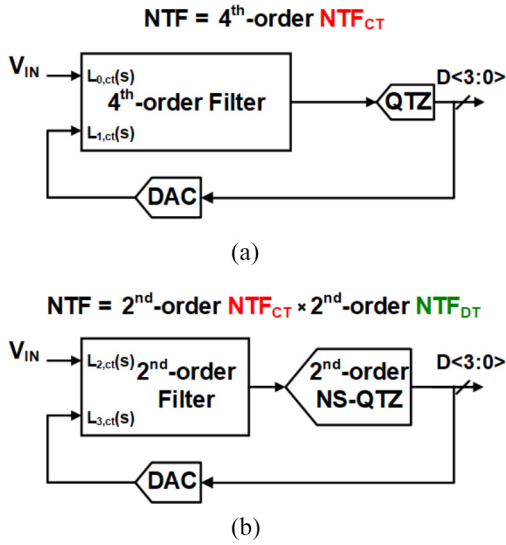 NTF = 4th-order NTFCT
VIN
L0,ct(s)
4th-order Filter
L1,ct(s)
QTZ
D<3:0>
DAC
(a)
NTF = 2nd-order NTFCT × 2nd-order NTFDT
VIN
L2,ct(s)
2nd-order
Filter
L3,ct(s)
2nd-order
NS-QTZ
D<3:0>
DAC
(b)